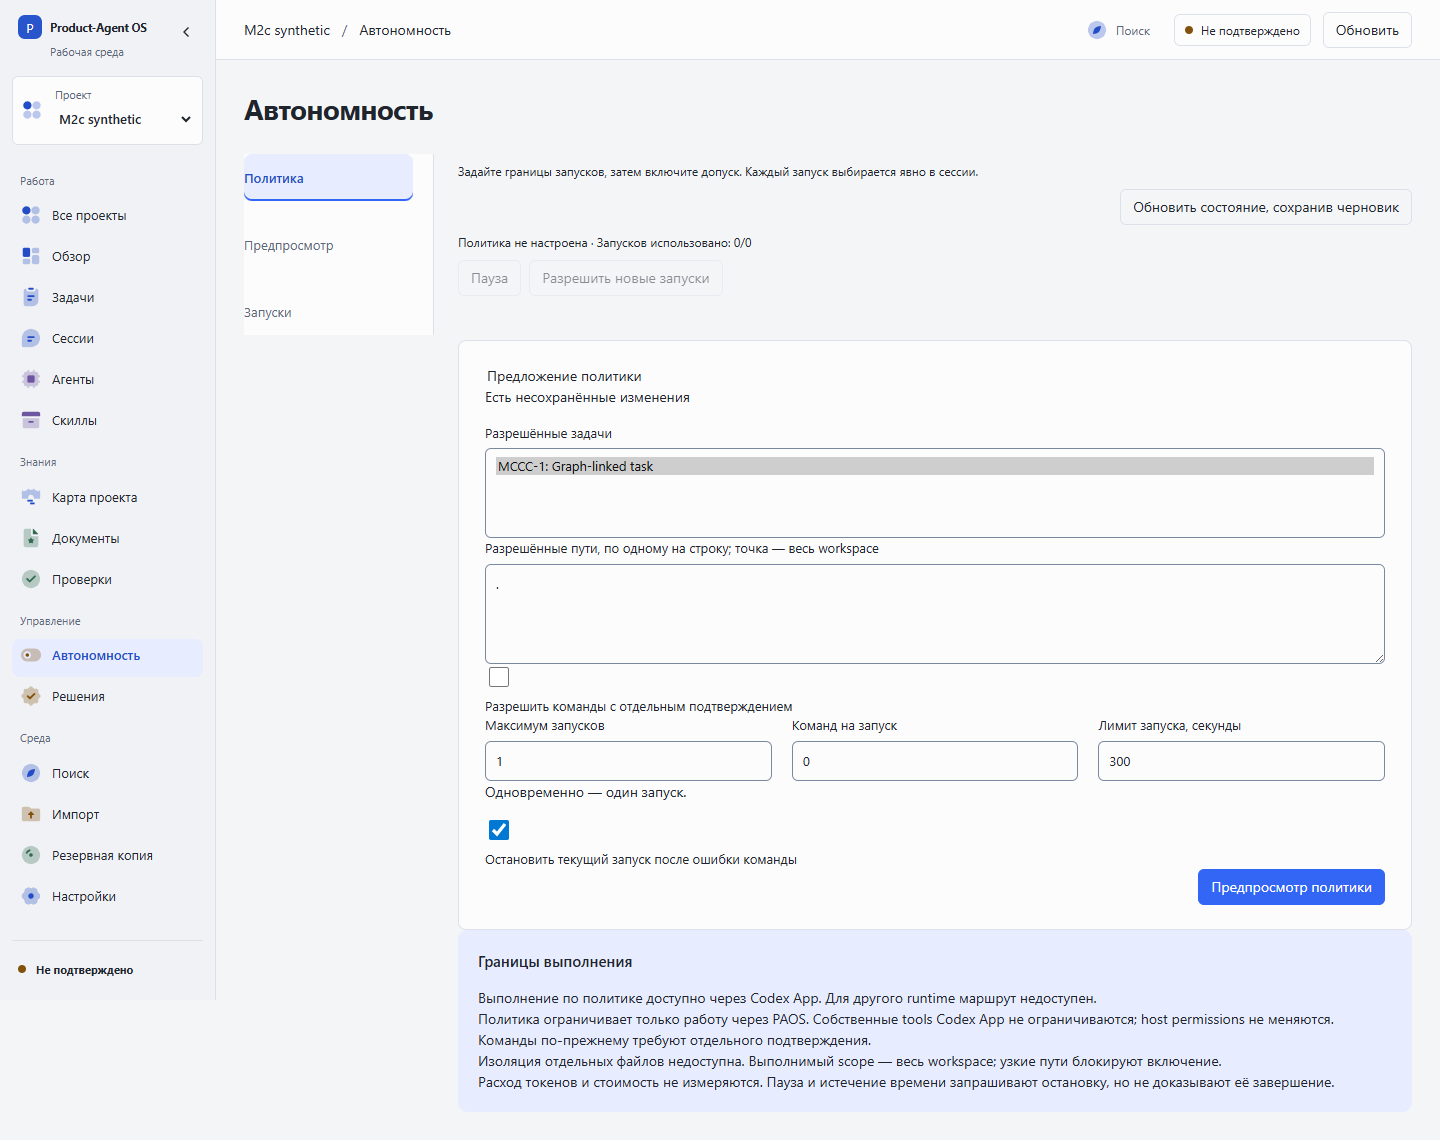 P
Product-Agent OS
Рабочая среда
Проект
M2c synthetic
Работа
Все проекты
Обзор
Задачи
Сессии
Агенты
Скиллы
Знания
Карта проекта
Документы
Проверки
Управление
Автономность
Решения
Среда
Поиск
Импорт
Резервная копия
Настройки
Не подтверждено
M2c synthetic / Автономность
Поиск
Не подтверждено
Обновить
Автономность
Политика
Предпросмотр
Запуски
Задайте границы запусков, затем включите допуск. Каждый запуск выбирается явно в сессии.
Обновить состояние, сохранив черновик
Политика не настроена · Запусков использовано: 0/0
Пауза
Разрешить новые запуски
Предложение политики
Есть несохранённые изменения
Разрешённые задачи
MCCC-1: Graph-linked task
Разрешённые пути, по одному на строку; точка — весь workspace
.
Разрешить команды с отдельным подтверждением
Максимум запусков
Команд на запуск
Лимит запуска, секунды
1
0
300
Одновременно — один запуск.
Остановить текущий запуск после ошибки команды
Предпросмотр политики
Границы выполнения
Выполнение по политике доступно через Codex App. Для другого runtime маршрут недоступен.
Политика ограничивает только работу через PAOS. Собственные tools Codex App не ограничиваются; host permissions не меняются.
Команды по-прежнему требуют отдельного подтверждения.
Изоляция отдельных файлов недоступна. Выполнимый scope — весь workspace; узкие пути блокируют включение.
Расход токенов и стоимость не измеряются. Пауза и истечение времени запрашивают остановку, но не доказывают её завершение.